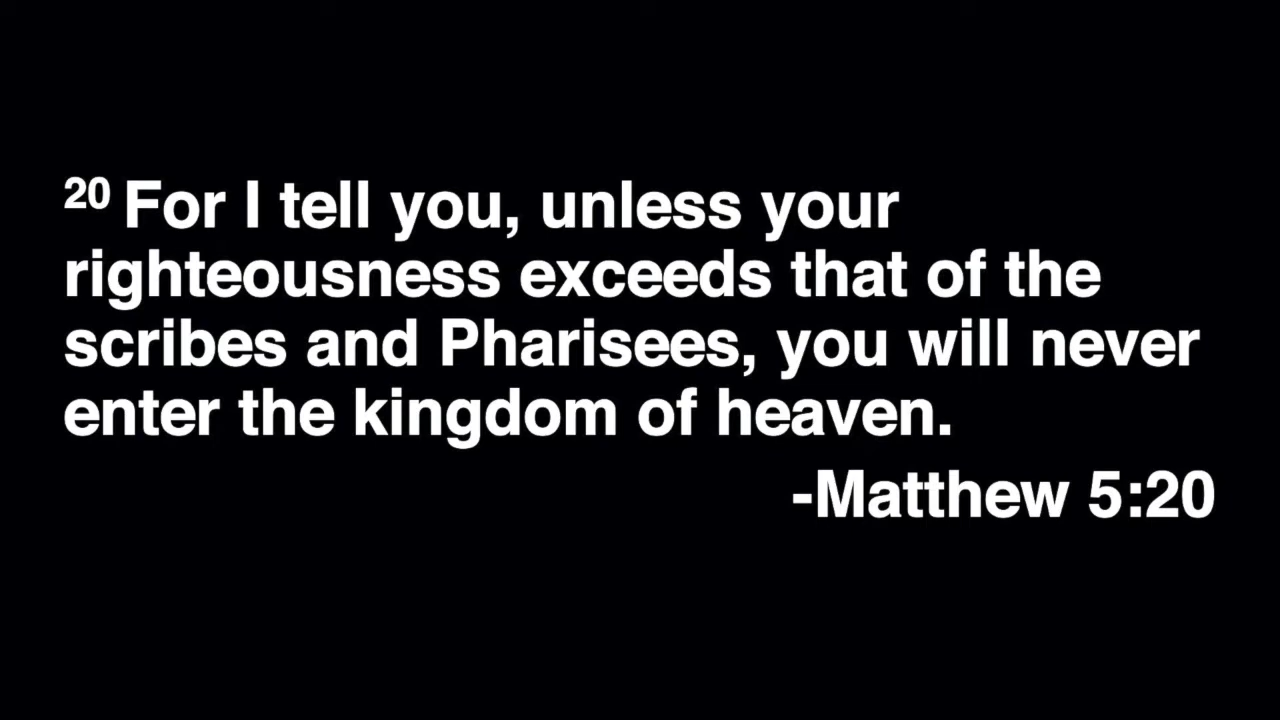 20 For I tell you, unless your
righteousness exceeds that of the
scribes and Pharisees, you will never
enter the kingdom of heaven.
-Matthew 5:20